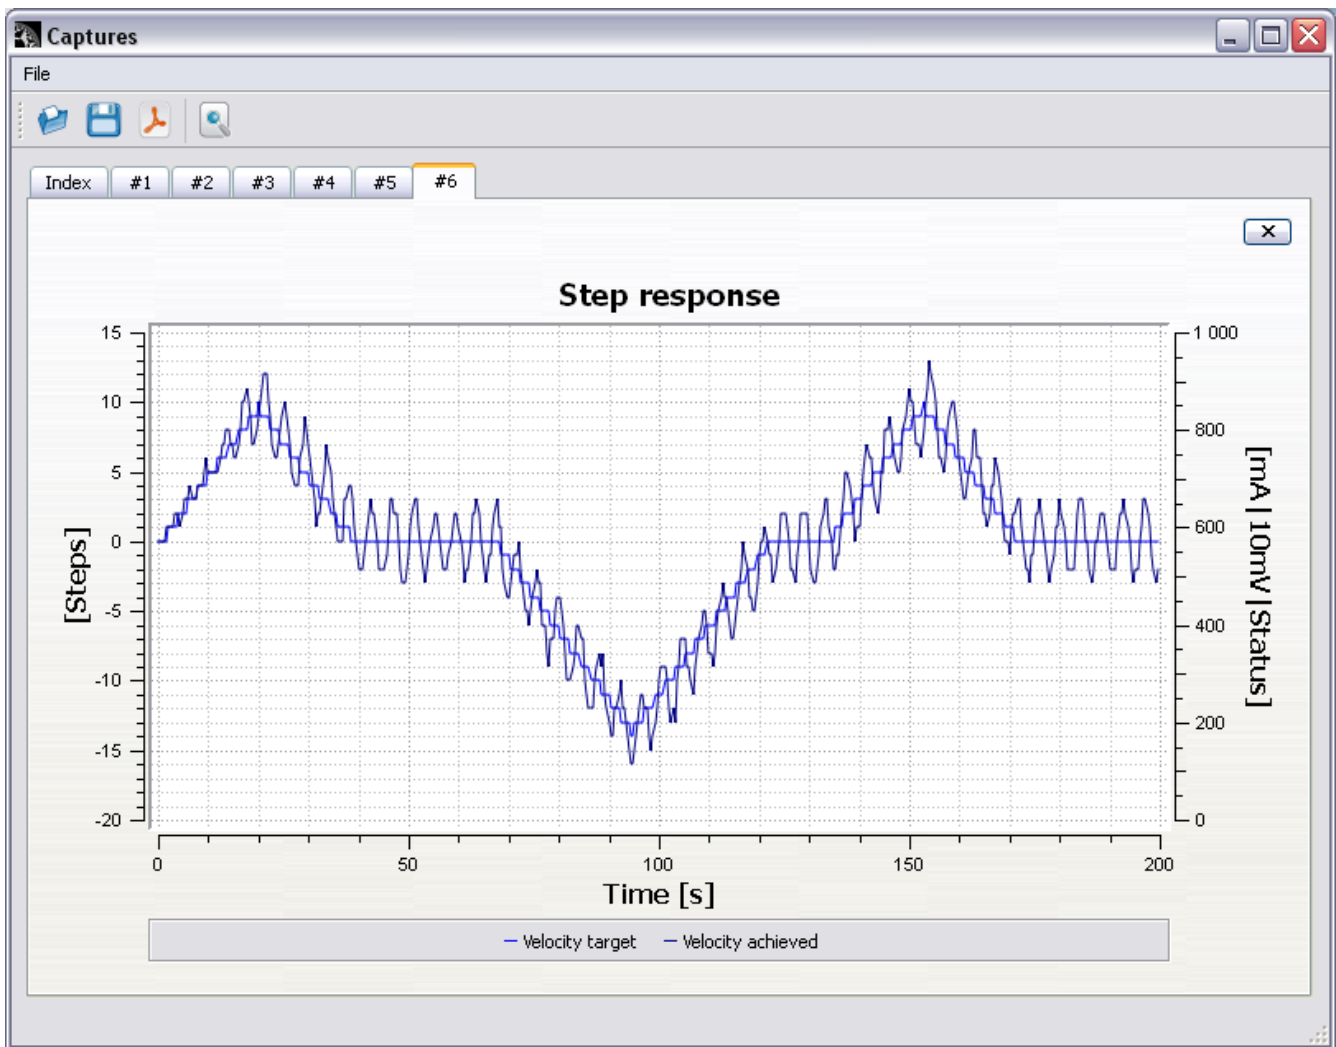 Captures
File
Index #1 #2 #3 #4 #5 #6
Step response
15
10
5
0
-5
-10
-15
-20
[Steps]
1 000
800
600
400
200
0
[mA | 10mV | Status]
0 50 100 150 200
Time [s]
Velocity target Velocity achieved